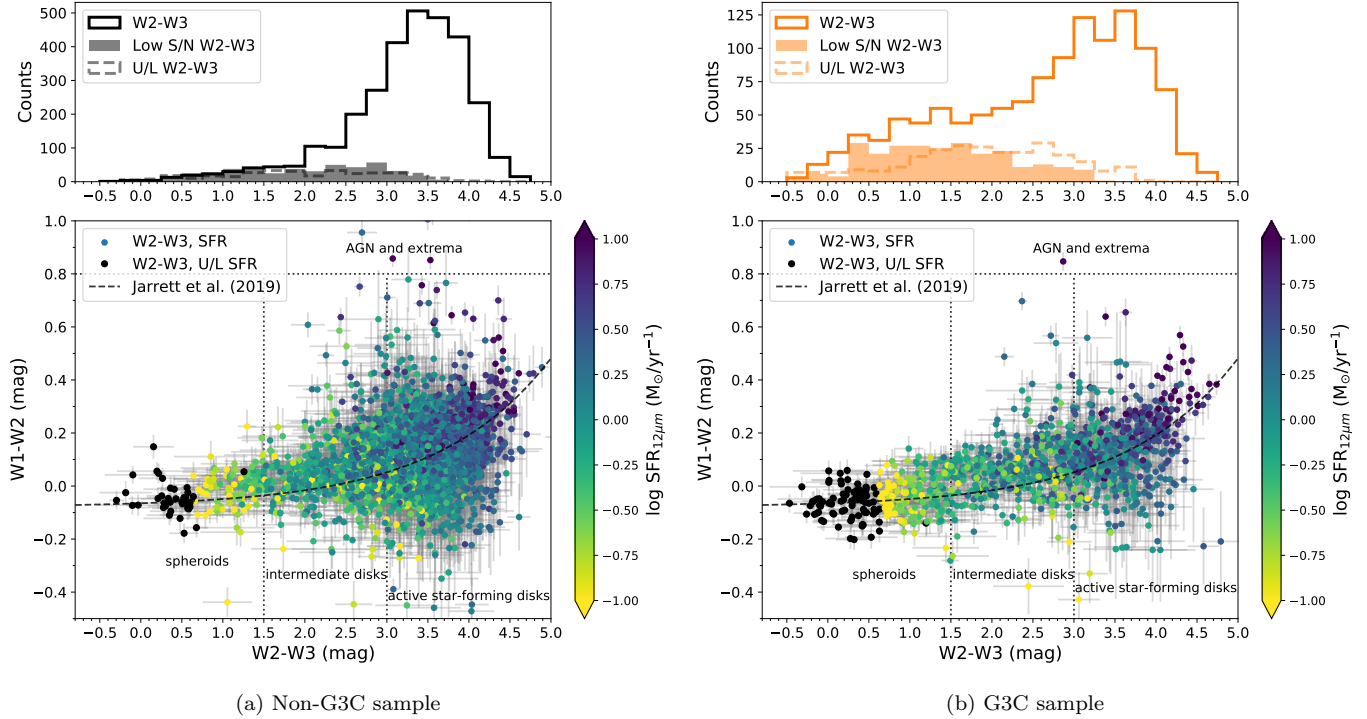 W2-W3
Low S/N W2-W3
U/L W2-W3
Counts
500
400
300
200
100
0
−0.5 0.0 0.5 1.0 1.5 2.0 2.5 3.0 3.5 4.0 4.5 5.0
W2-W3, SFR
W2-W3, U/L SFR
Jarrett et al. (2019)
AGN and extrema
spheroids
intermediate disks
active star-forming disks
W1-W2 (mag)
1.0
0.8
0.6
0.4
0.2
0.0
−0.2
−0.4
−0.5 0.0 0.5 1.0 1.5 2.0 2.5 3.0 3.5 4.0 4.5 5.0
W2-W3 (mag)
1.00
0.75
0.50
0.25
0.00
−0.25
−0.50
−0.75
−1.00
log SFR12μm (M⊙/yr−1)
(a) Non-G3C sample
W2-W3
Low S/N W2-W3
U/L W2-W3
Counts
125
100
75
50
25
0
−0.5 0.0 0.5 1.0 1.5 2.0 2.5 3.0 3.5 4.0 4.5 5.0
W2-W3, SFR
W2-W3, U/L SFR
Jarrett et al. (2019)
AGN and extrema
spheroids
intermediate disks
active star-forming disks
W1-W2 (mag)
1.0
0.8
0.6
0.4
0.2
0.0
−0.2
−0.4
−0.5 0.0 0.5 1.0 1.5 2.0 2.5 3.0 3.5 4.0 4.5 5.0
W2-W3 (mag)
1.00
0.75
0.50
0.25
0.00
−0.25
−0.50
−0.75
−1.00
log SFR12μm (M⊙/yr−1)
(b) G3C sample